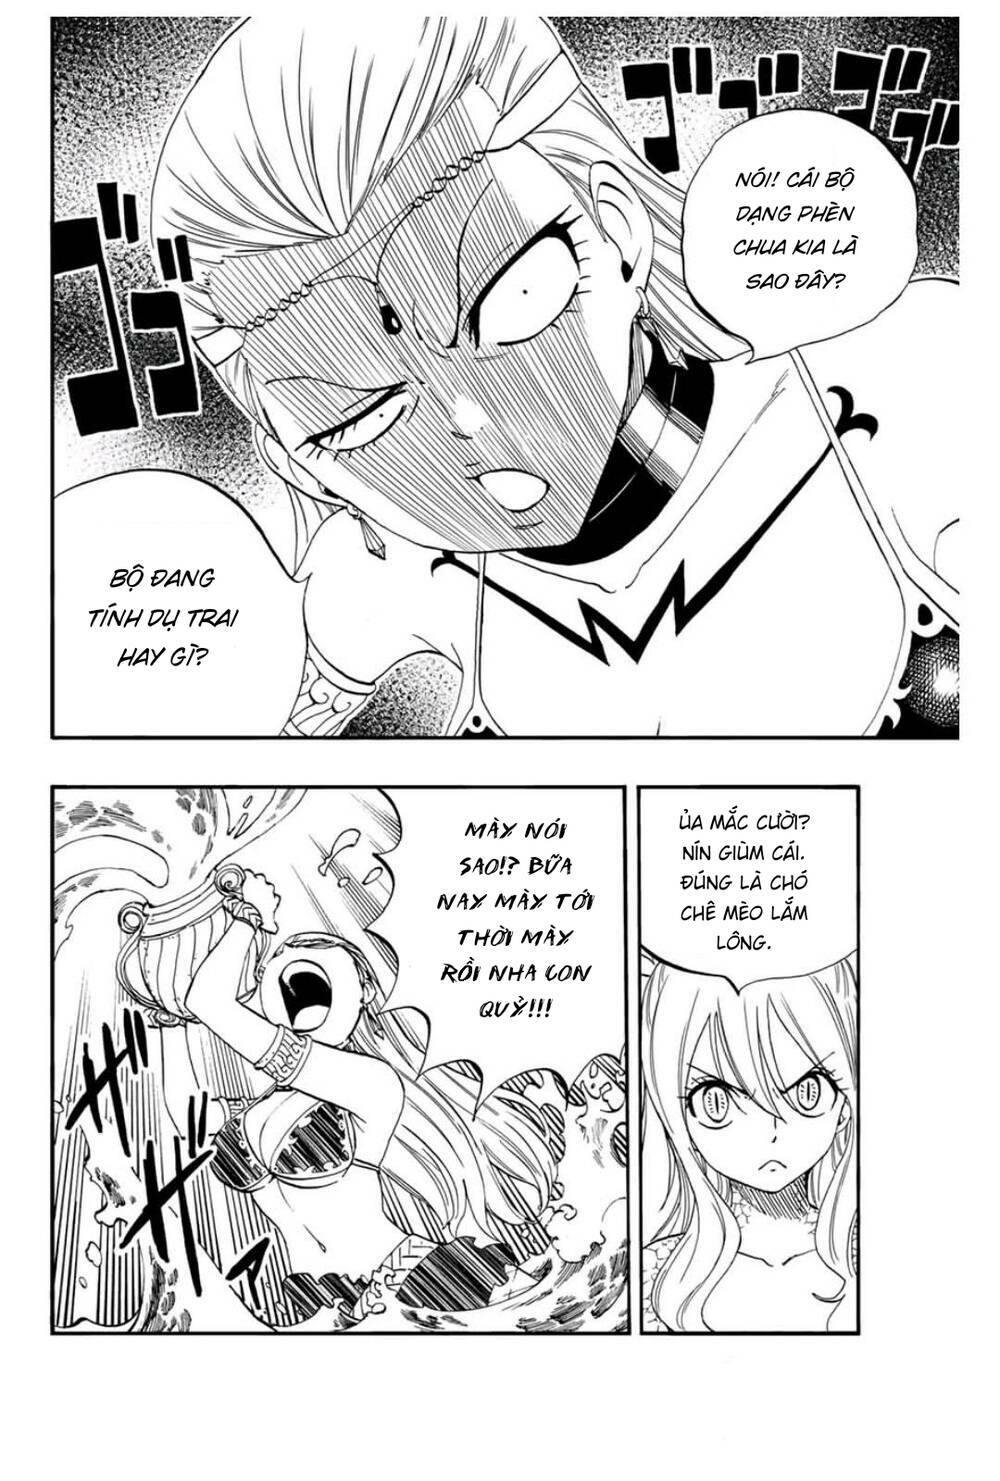 NÓI! CÁI BỘ
DẠNG PHÈN
CHUA KIA LÀ
SAO ĐÂY?
ゴゴゴ
ゴゴ
ゴゴ
BỘ ĐANG
TÍNH DỤ TRAI
HAY GÌ?
ỦA MẮC CƯỜI?
NÍN GIÙM CÁI.
ĐÚNG LÀ CHÓ
CHÊ MÈO LẮM
LÔNG.
MÀY NÓI
SAO!? BỮA
NAY MÀY TỚI
THỜI MÀY
RỒI NHA CON
QUỶ!!!
ザザァ